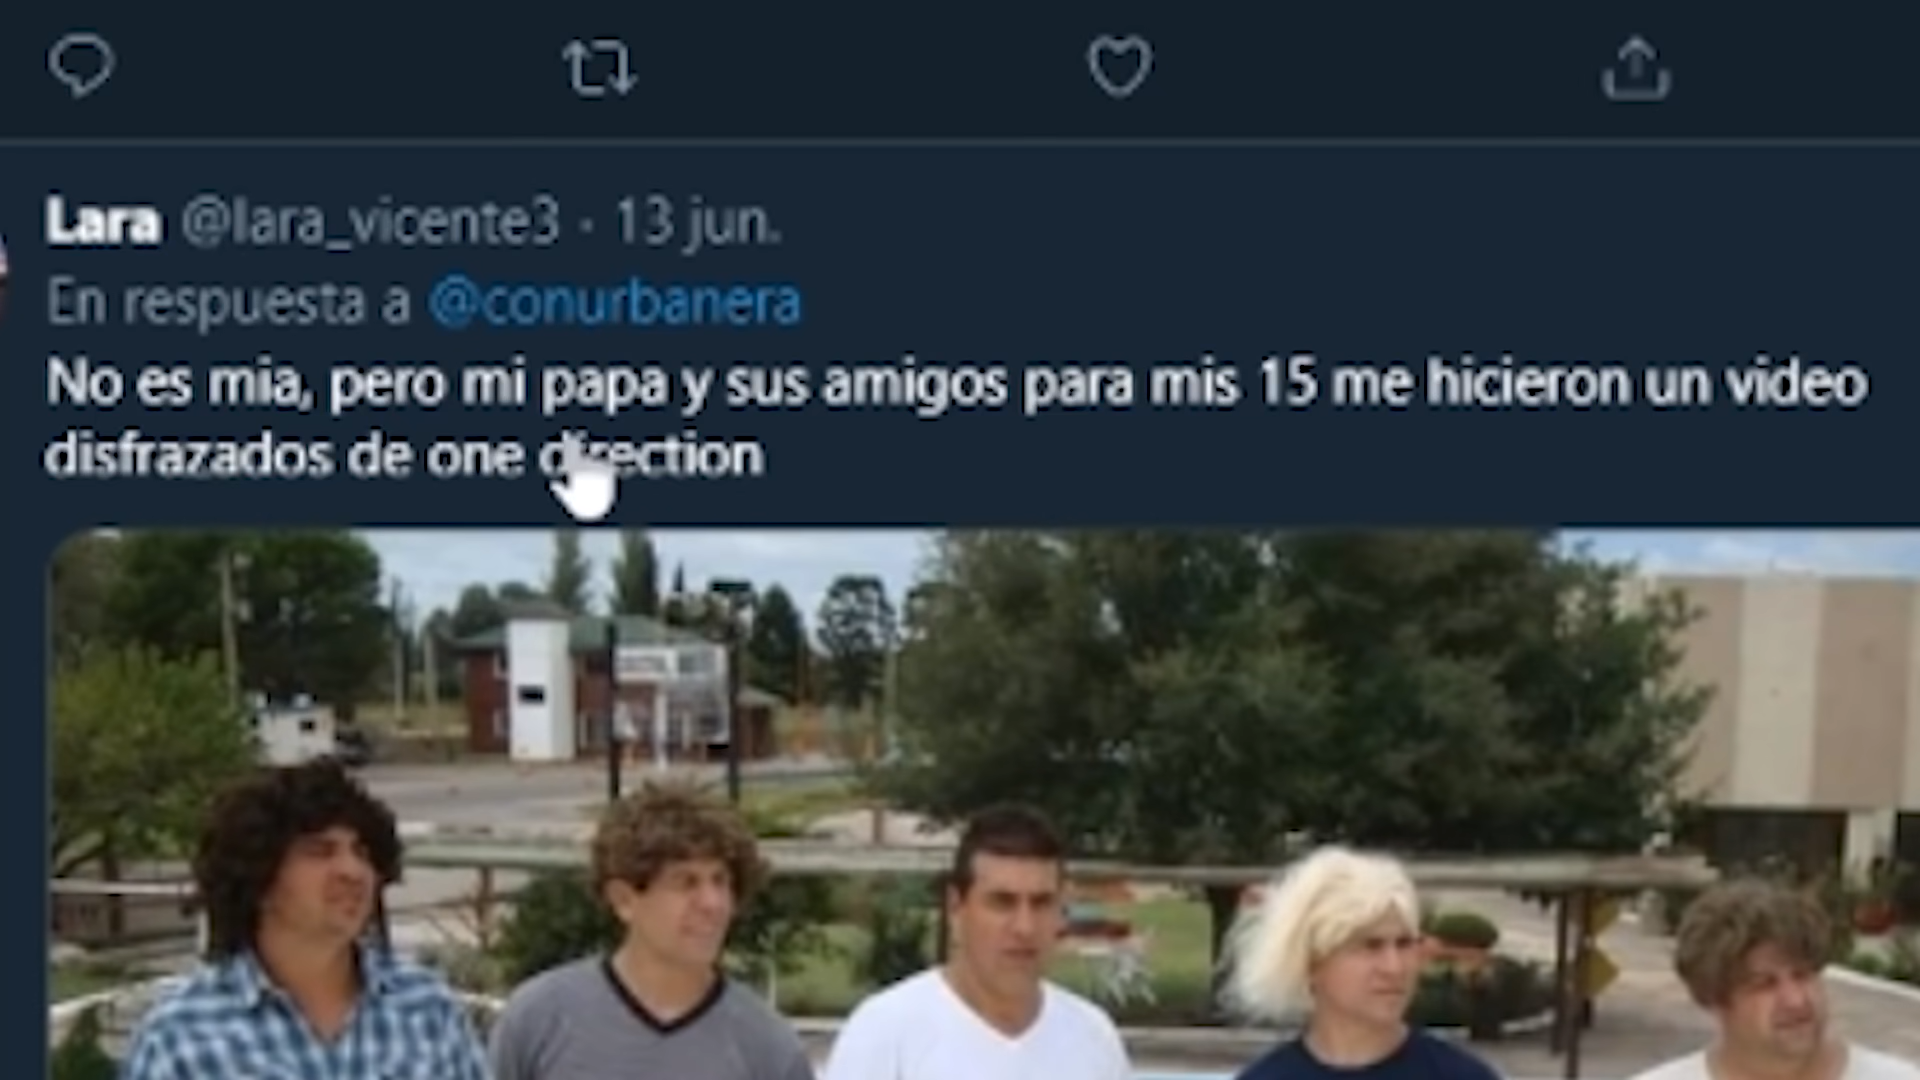 Lara @lara_vicente3 · 13 jun.
En respuesta a @conurbanera
No es mia, pero mi papa y sus amigos para mis 15 me hicieron un video
disfrazados de one direction